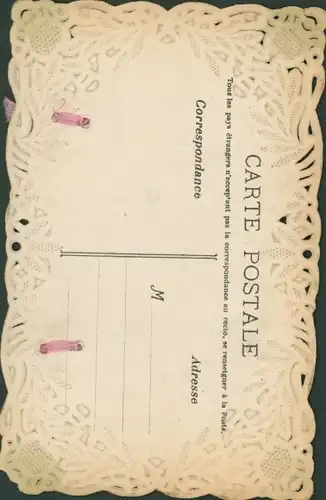 CARTE POSTALE
Tous les pays étrangers n'acceptant pas la correspondance au recto, se renseigner à la Poste.
Correspondance
Adresse
M